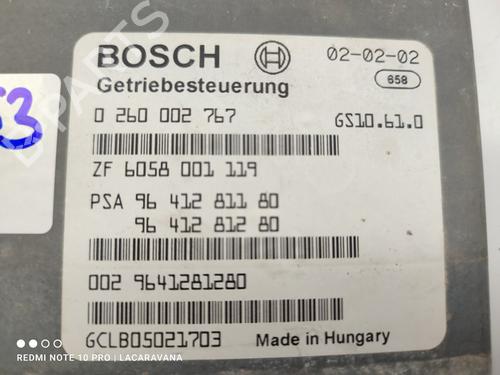 BOSCH 02-02-02
Getriebesteuerung 658
0 260 002 767 GS10.61.0
53
ZF 6058 001 119
PSA 96 412 811 80
96 412 812 80
002 9641281280
GCLB05021703 Made in Hungary
REDMI NOTE 10 PRO | LACARAVANA